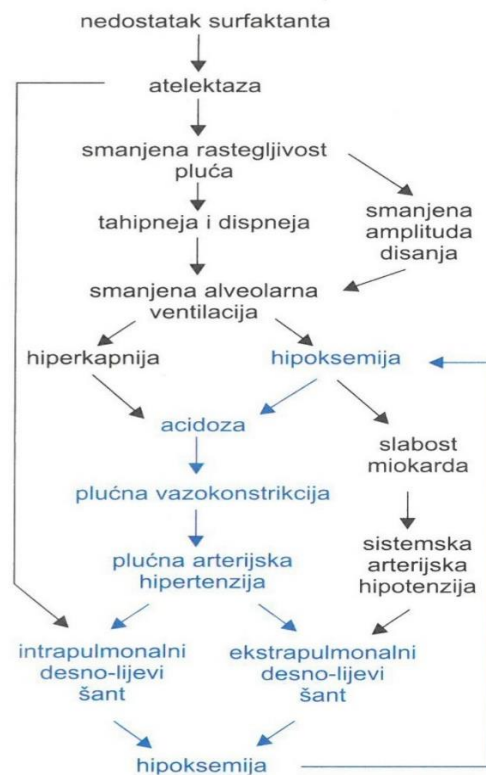 nedostatak surfaktanta
atelektaza
smanjena rastegljivost
pluća
tahipneja i dispneja
smanjena
amplituda
disanja
smanjena alveolarna
ventilacija
hiperkapnija
hipoksemija
acidoza
slabost
miokarda
plućna vazokonstrikcija
plućna arterijska
hipertenzija
sistemska
arterijska
hipotenzija
intrapulmonalni
desno-lijevi
šant
ekstrapulmonalni
desno-lijevi
šant
hipoksemija